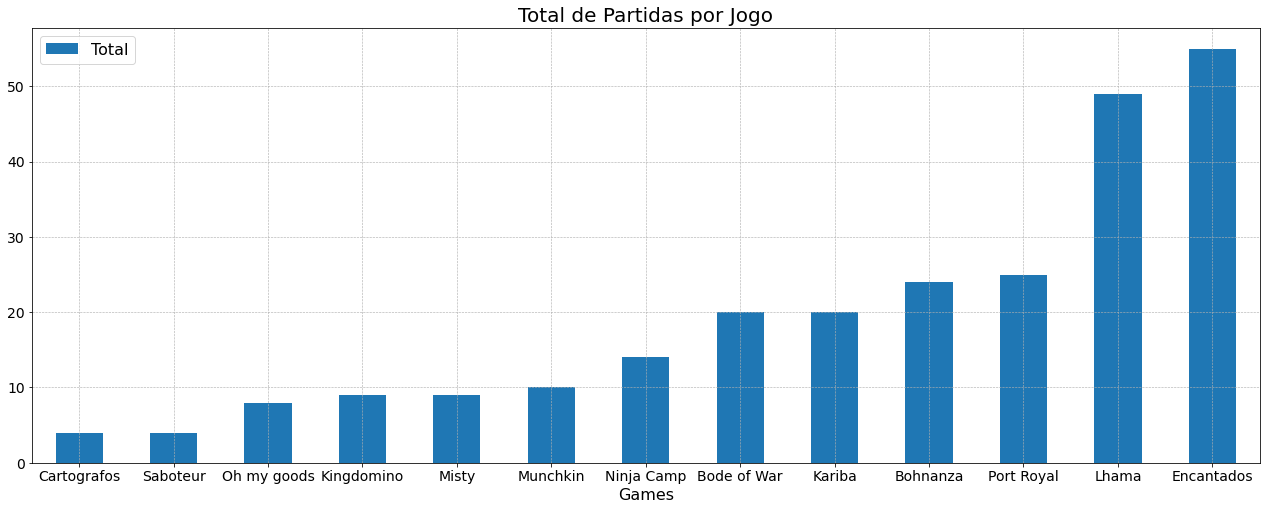 Total de Partidas por Jogo
Total
50
40
30
20
10
0
Cartografos Saboteur Oh my goods Kingdomino Misty Munchkin Ninja Camp Bode of War Kariba Bohnanza Port Royal Lhama Encantados
Games